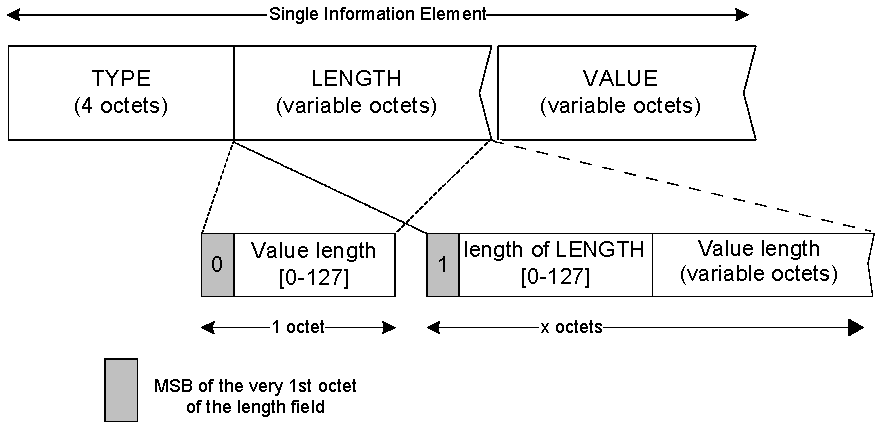 Single Information Element
TYPE
(4 octets)
LENGTH
(variable octets)
VALUE
(variable octets)
0
Value length
[0-127]
1
length of LENGTH
[0-127]
Value length
(variable octets)
1 octet
x octets
MSB of the very 1st octet
of the length field